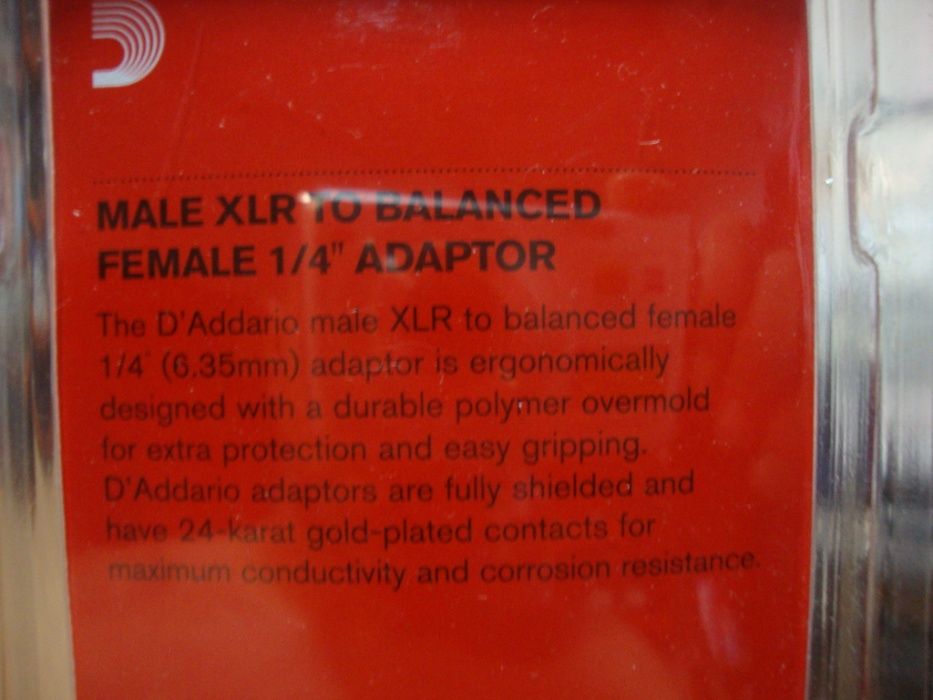 MALE XLR TO BALANCED
FEMALE 1/4" ADAPTOR
The D'Addario male XLR to balanced female
1/4" (6.35mm) adaptor is ergonomically
designed with a durable polymer overmold
for extra protection and easy gripping.
D'Addario adaptors are fully shielded and
have 24-karat gold-plated contacts for
maximum conductivity and corrosion resistance.